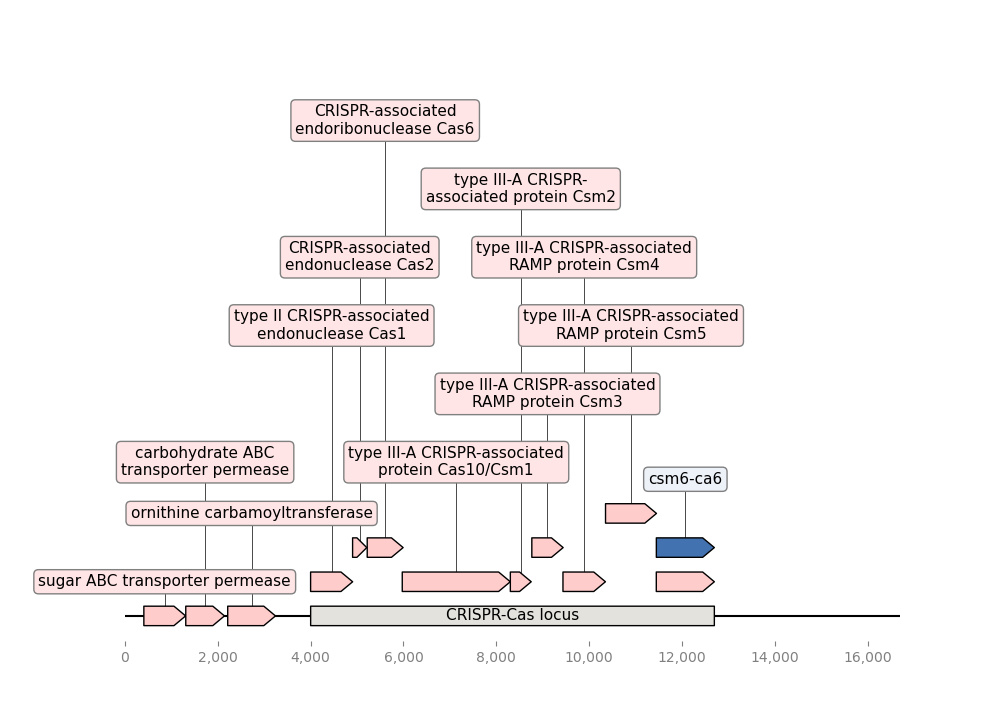 CRISPR-associated
endoribonuclease Cas6
type III-A CRISPR-
associated protein Csm2
CRISPR-associated
endonuclease Cas2
type III-A CRISPR-associated
RAMP protein Csm4
type II CRISPR-associated
endonuclease Cas1
type III-A CRISPR-associated
RAMP protein Csm5
type III-A CRISPR-associated
RAMP protein Csm3
carbohydrate ABC
transporter permease
type III-A CRISPR-associated
protein Cas10/Csm1
csm6-ca6
ornithine carbamoyltransferase
sugar ABC transporter permease
CRISPR-Cas locus
0 2,000 4,000 6,000 8,000 10,000 12,000 14,000 16,000